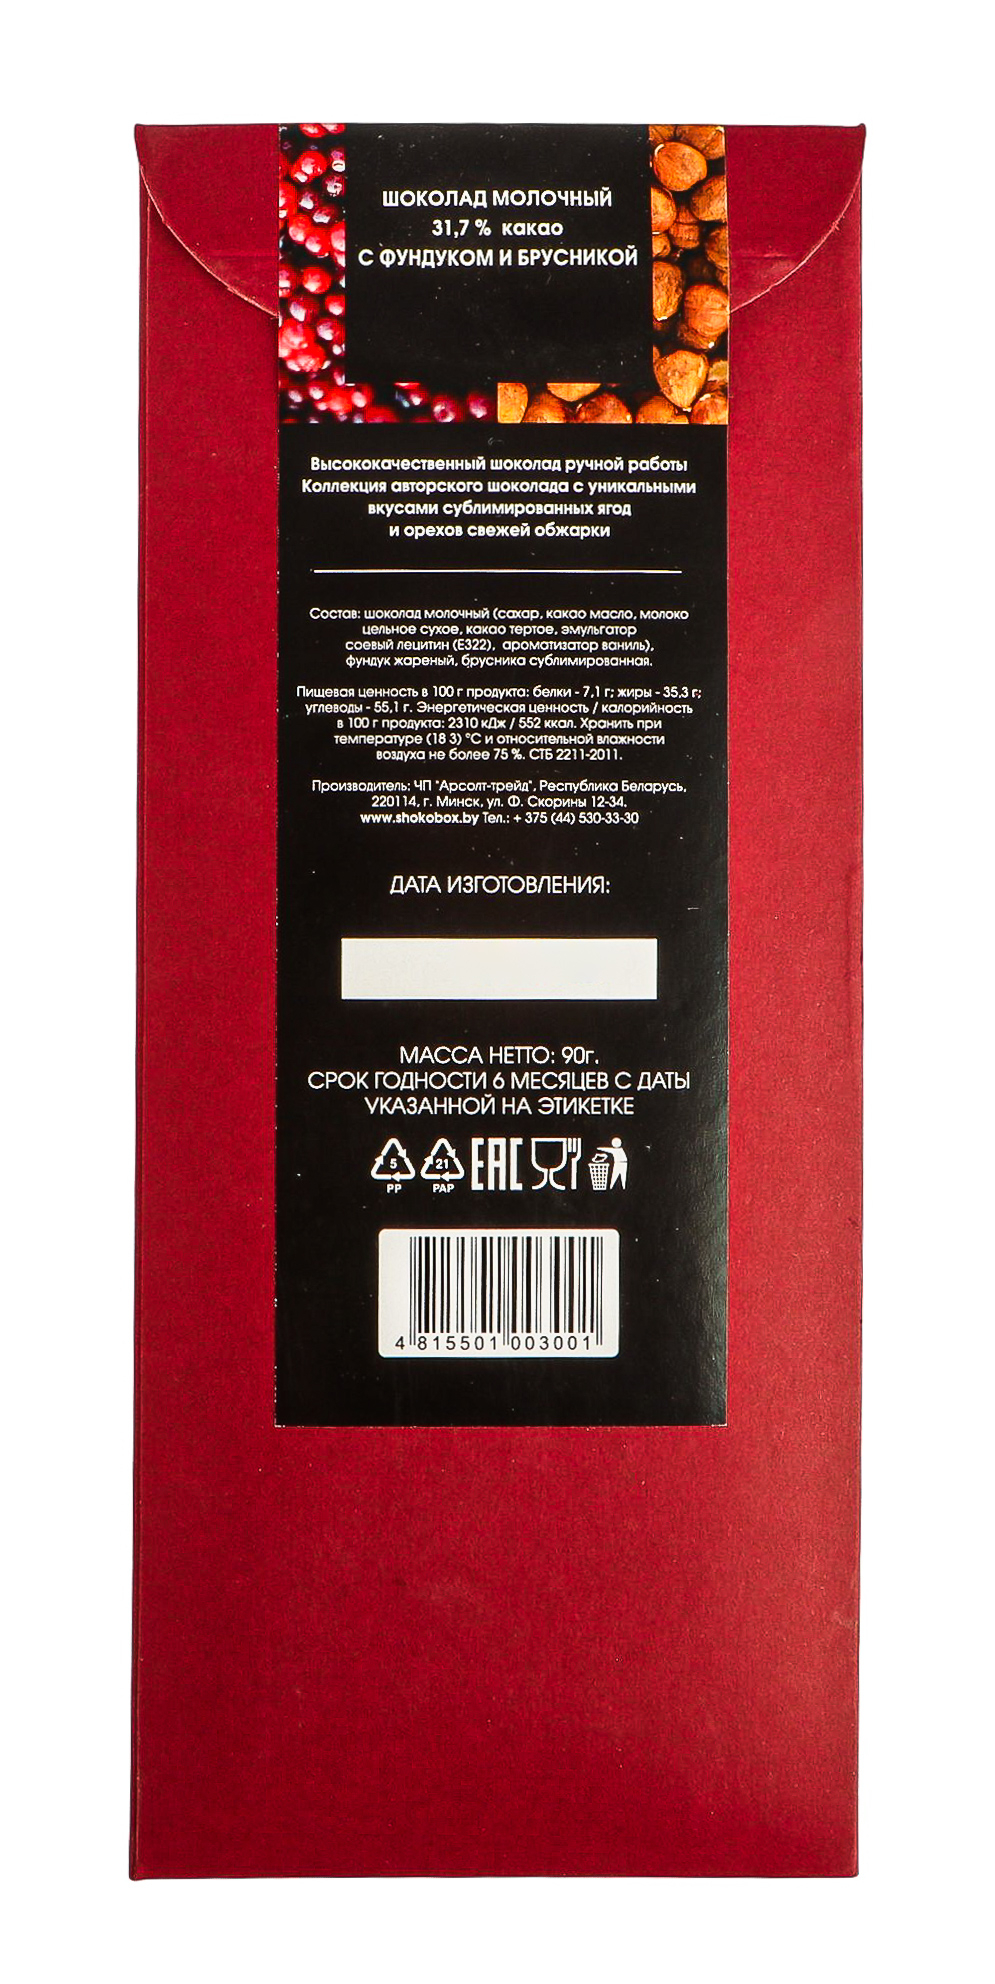 ШОКОЛАД МОЛОЧНЫЙ
31,7 % какао
С ФУНДУКОМ И БРУСНИКОЙ
Высококачественный шоколад ручной работы
Коллекция авторского шоколада с уникальными
вкусами сублимированных ягод
и орехов свежей обжарки
Состав: шоколад молочный (сахар, какао масло, молоко
цельное сухое, какао тертое, эмульгатор
соевый лецитин (Е322), ароматизатор ваниль),
фундук жареный, брусника сублимированная.
Пищевая ценность в 100 г продукта: белки - 7,1 г; жиры - 35,3 г;
углеводы - 55,1 г. Энергетическая ценность / калорийность
в 100 г продукта: 2310 кДж / 552 ккал. Хранить при
температуре (18 3) °С и относительной влажности
воздуха не более 75 %. СТБ 2211-2011.
Производитель: ЧП "Арсолт-трейд", Республика Беларусь,
220114, г. Минск, ул. Ф. Скорины 12-34.
www.shokobox.by Тел.: + 375 (44) 530-33-30
ДАТА ИЗГОТОВЛЕНИЯ:
МАССА НЕТТО: 90г.
СРОК ГОДНОСТИ 6 МЕСЯЦЕВ С ДАТЫ
УКАЗАННОЙ НА ЭТИКЕТКЕ
5 21 EAC
PP PAP
4 815501 003001